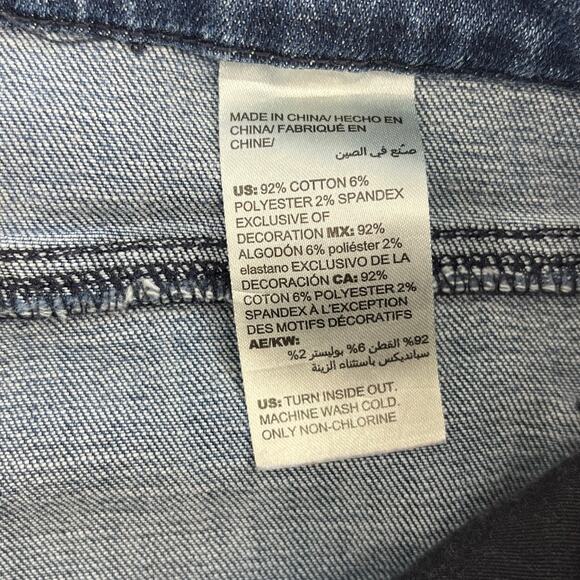 MADE IN CHINA/ HECHO EN
CHINA/ FABRIQUÉ EN
CHINE/
صنع في الصين
US: 92% COTTON 6%
POLYESTER 2% SPANDEX
EXCLUSIVE OF
DECORATION MX: 92%
ALGODÓN 6% poliéster 2%
elastano EXCLUSIVO DE LA
DECORACIÓN CA: 92%
COTON 6% POLYESTER 2%
SPANDEX À L'EXCEPTION
DES MOTIFS DÉCORATIFS
AE/KW:
92% القطن 6% بوليستر 2%
سبانديكس باستثناء الزينة
US: TURN INSIDE OUT.
MACHINE WASH COLD.
ONLY NON-CHLORINE